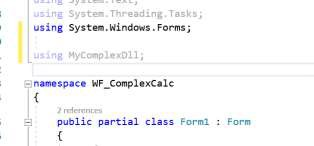 using System.Text;
using System.Threading.Tasks;
using System.Windows.Forms;
using MyComplexDll;
namespace WF_ComplexCalc
{
2 references
public partial class Form1 : Form
{